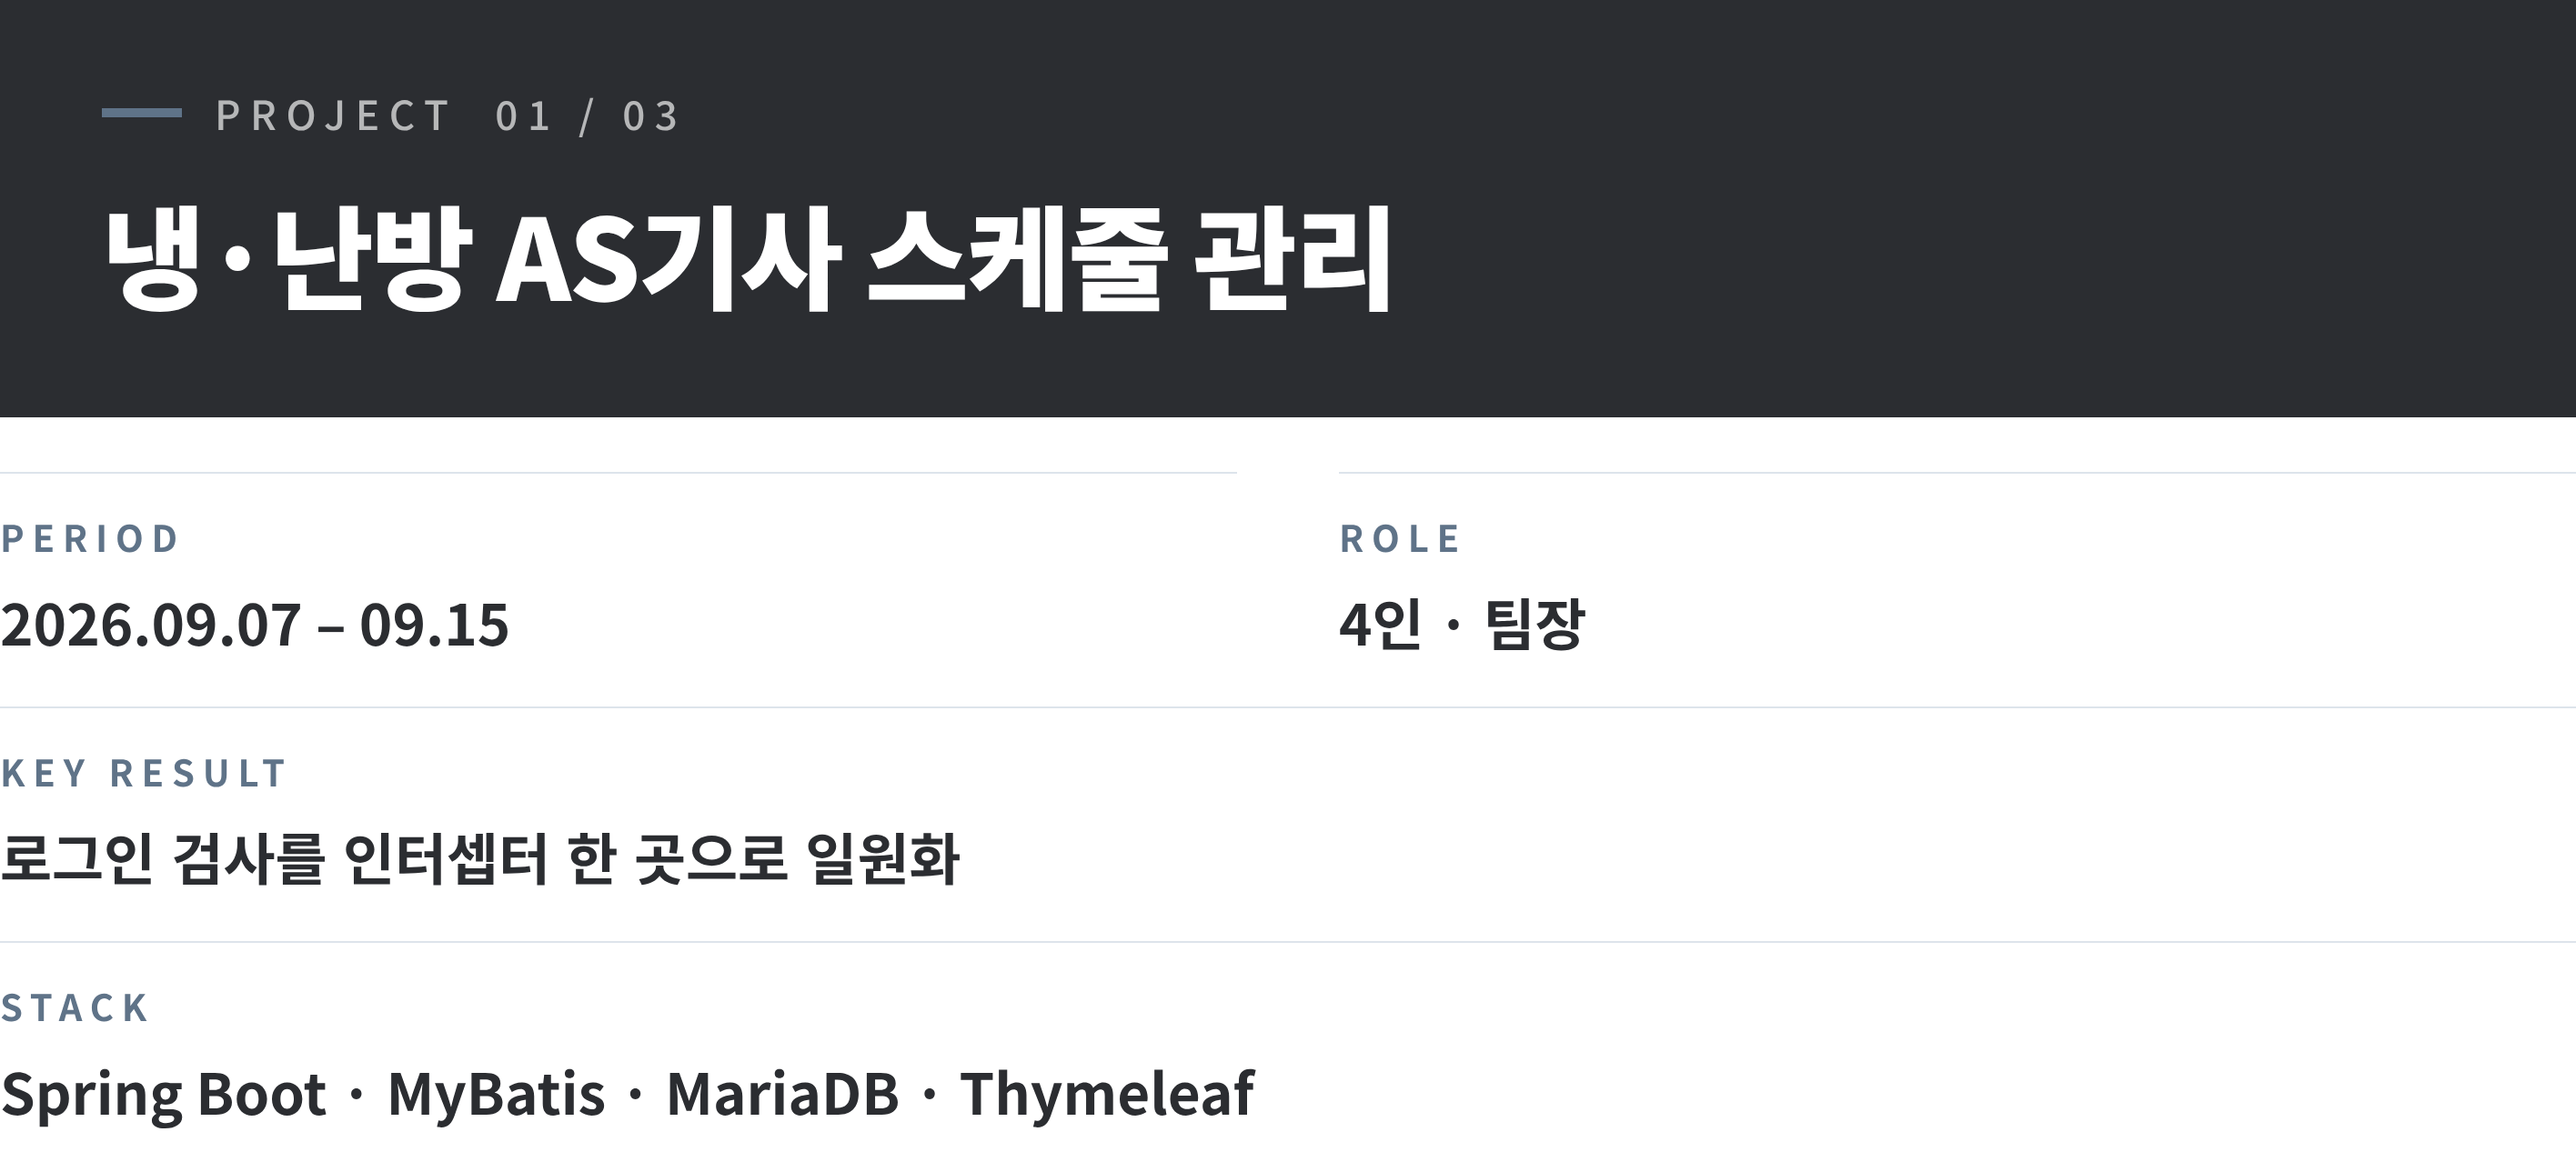 PROJECT 01 / 03
냉·난방 AS기사 스케줄 관리
PERIOD
2026.09.07 – 09.15
ROLE
4인 · 팀장
KEY RESULT
로그인 검사를 인터셉터 한 곳으로 일원화
STACK
Spring Boot · MyBatis · MariaDB · Thymeleaf